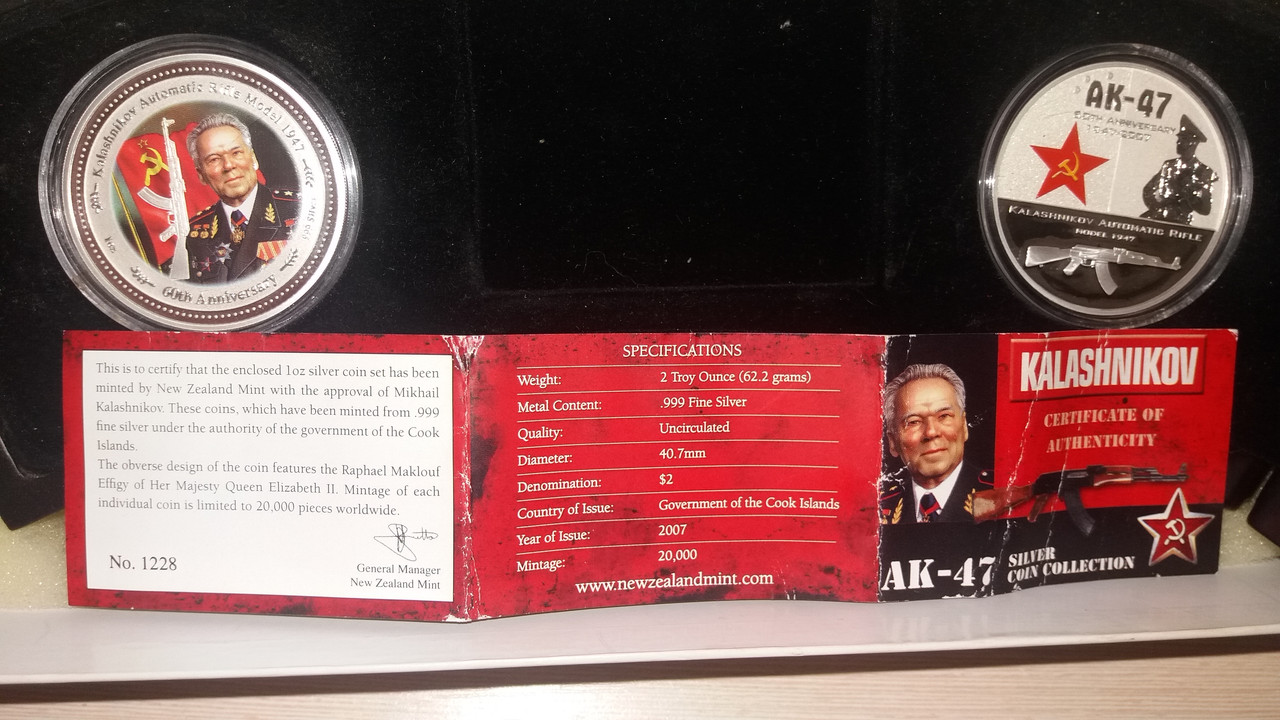 Kalashnikov Automatic Rifle Model 1947
60th Anniversary
AK-47
60TH ANNIVERSARY
1947-2007
KALASHNIKOV AUTOMATIC RIFLE
MODEL 1947
This is to certify that the enclosed 1oz silver coin set has been
minted by New Zealand Mint with the approval of Mikhail
Kalashnikov. These coins, which have been minted from .999
fine silver under the authority of the government of the Cook
Islands.
The obverse design of the coin features the Raphael Maklouf
Effigy of Her Majesty Queen Elizabeth II. Mintage of each
individual coin is limited to 20,000 pieces worldwide.
No. 1228
General Manager
New Zealand Mint
SPECIFICATIONS
Weight: 2 Troy Ounce (62.2 grams)
Metal Content: .999 Fine Silver
Quality: Uncirculated
Diameter: 40.7mm
Denomination: $2
Country of Issue: Government of the Cook Islands
Year of Issue: 2007
Mintage: 20,000
www.newzealandmint.com
KALASHNIKOV
CERTIFICATE OF
AUTHENTICITY
AK-47 SILVER
COIN COLLECTION